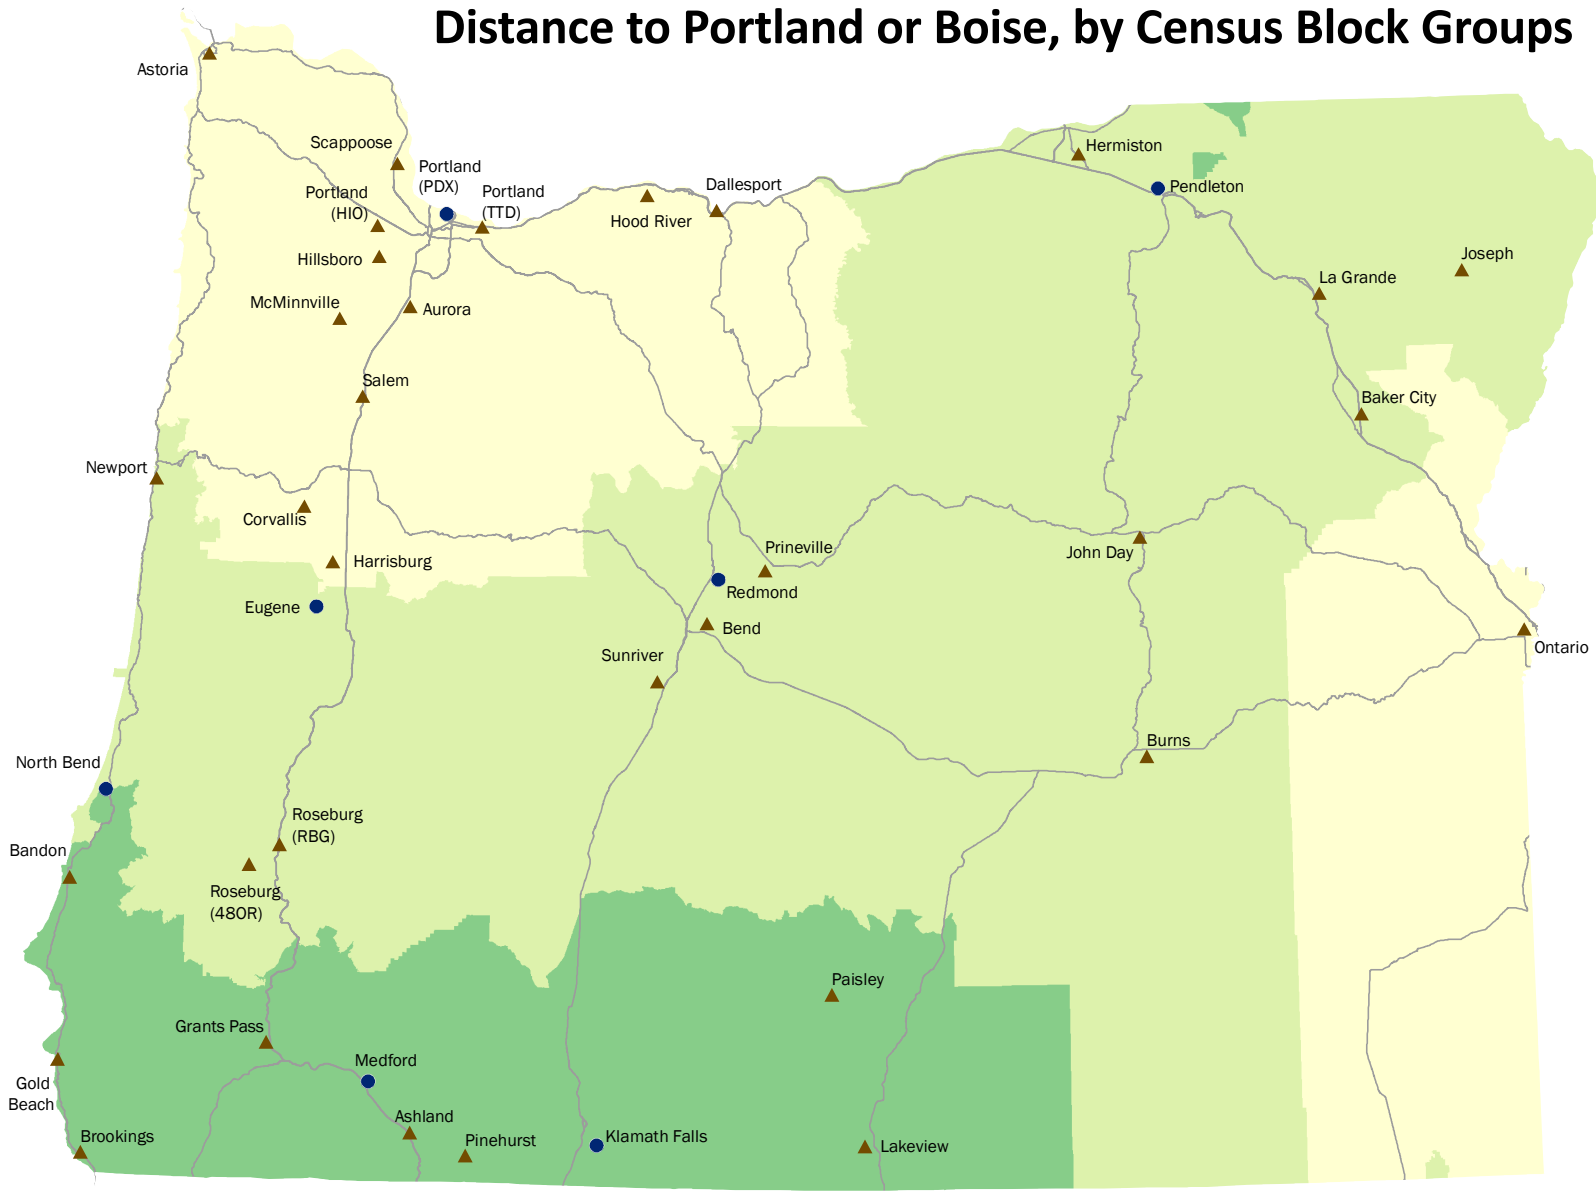 Distance to Portland or Boise, by Census Block Groups
Astoria
Scappoose
Portland
(PDX)
Portland
(HIO)
Portland
(TTD)
Dallesport
Hood River
Hermiston
Pendleton
Hillsboro
McMinnville
Aurora
Joseph
La Grande
Salem
Baker City
Newport
Corvallis
Harrisburg
Prineville
John Day
Redmond
Eugene
Bend
Ontario
Sunriver
Burns
North Bend
Roseburg
(RBG)
Bandon
Roseburg
(48OR)
Paisley
Grants Pass
Medford
Gold
Beach
Ashland
Brookings
Pinehurst
Klamath Falls
Lakeview